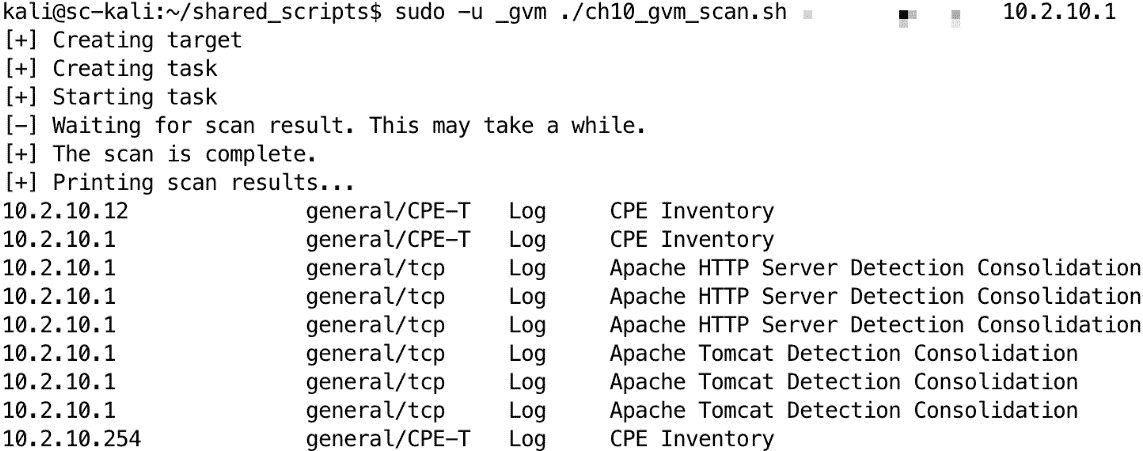 kali@sc-kali:~/shared_scripts$ sudo -u _gvm ./ch10_gvm_scan.sh 10.2.10.1
[+] Creating target
[+] Creating task
[+] Starting task
[-] Waiting for scan result. This may take a while.
[+] The scan is complete.
[+] Printing scan results...
10.2.10.12 general/CPE-T Log CPE Inventory
10.2.10.1 general/CPE-T Log CPE Inventory
10.2.10.1 general/tcp Log Apache HTTP Server Detection Consolidation
10.2.10.1 general/tcp Log Apache HTTP Server Detection Consolidation
10.2.10.1 general/tcp Log Apache HTTP Server Detection Consolidation
10.2.10.1 general/tcp Log Apache Tomcat Detection Consolidation
10.2.10.1 general/tcp Log Apache Tomcat Detection Consolidation
10.2.10.1 general/tcp Log Apache Tomcat Detection Consolidation
10.2.10.254 general/CPE-T Log CPE Inventory